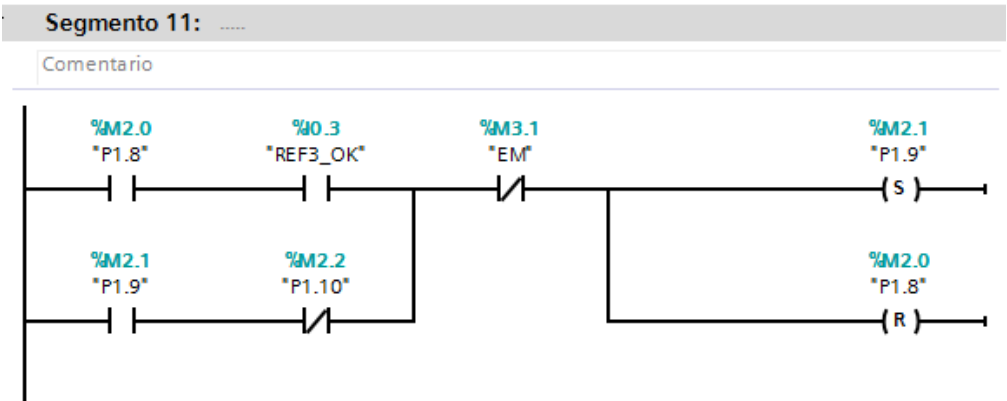 Segmento 11: .....
Comentario
%M2.0 %I0.3 %M3.1 %M2.1
"P1.8" "REF3_OK" "EM" "P1.9"
S
%M2.1 %M2.2 %M2.0
"P1.9" "P1.10" "P1.8"
R